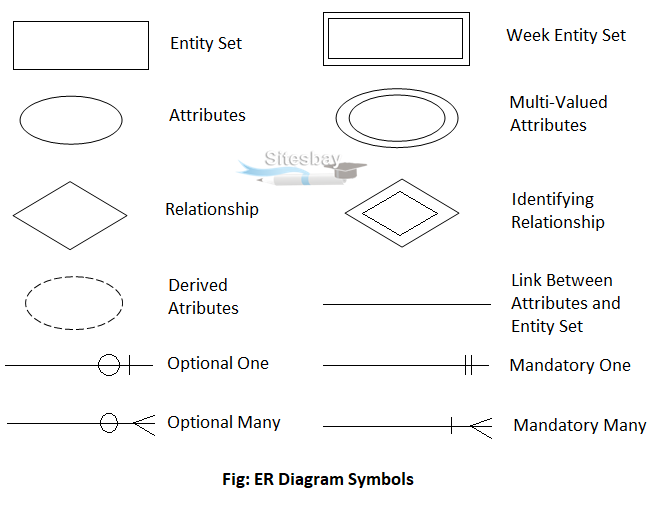 Entity Set
Week Entity Set
Attributes
Multi-Valued
Attributes
Sitesbay
Relationship
Identifying
Relationship
Derived
Atributes
Link Between
Attributes and
Entity Set
Optional One
Mandatory One
Optional Many
Mandatory Many
Fig: ER Diagram Symbols